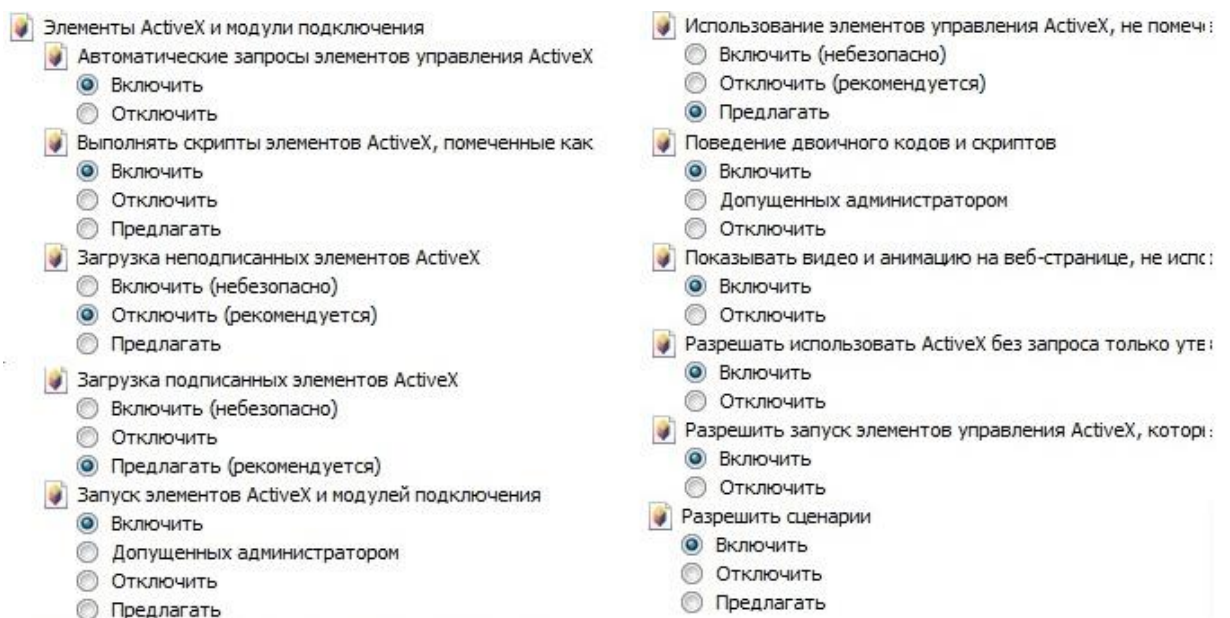 Элементы ActiveX и модули подключения
Автоматические запросы элементов управления ActiveX
Включить
Отключить
Выполнять скрипты элементов ActiveX, помеченные как
Включить
Отключить
Предлагать
Загрузка неподписанных элементов ActiveX
Включить (небезопасно)
Отключить (рекомендуется)
Предлагать
Загрузка подписанных элементов ActiveX
Включить (небезопасно)
Отключить
Предлагать (рекомендуется)
Запуск элементов ActiveX и модулей подключения
Включить
Допущенных администратором
Отключить
Предлагать
Использование элементов управления ActiveX, не
Включить (небезопасно)
Отключить (рекомендуется)
Предлагать
Поведение двоичного кодов и скриптов
Включить
Допущенных администратором
Отключить
Показывать видео и анимацию на веб-странице, не
Включить
Отключить
Разрешать использовать ActiveX без запроса только
Включить
Отключить
Разрешить запуск элементов управления ActiveX,
Включить
Отключить
Разрешить сценарии
Включить
Отключить
Предлагать